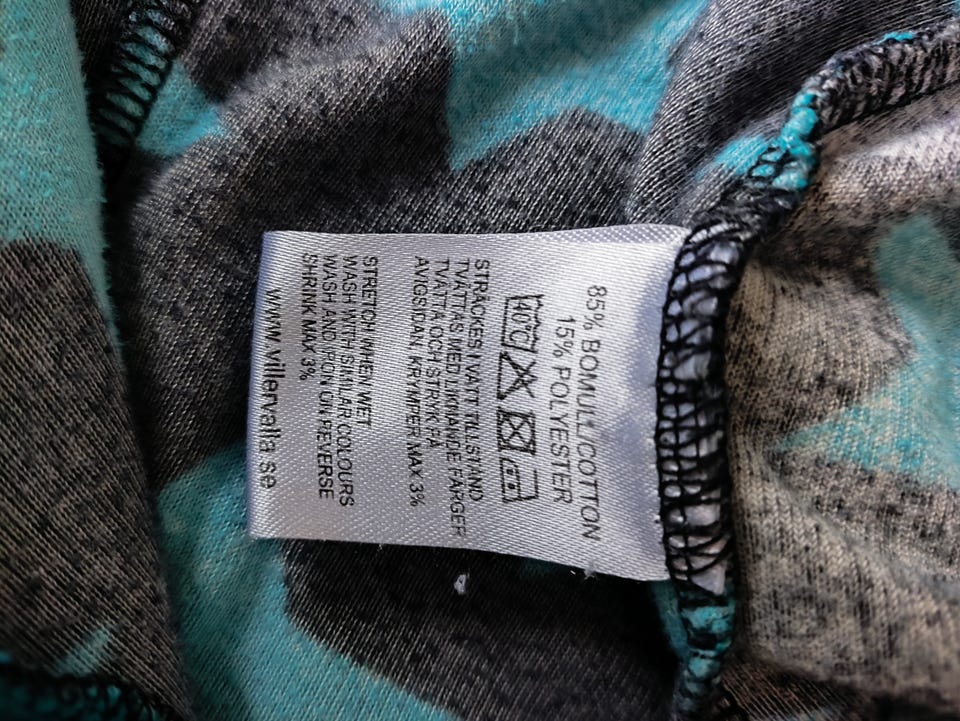 85% BOMULL/COTTON
15% POLYESTER
40°C
STRÄCKES I VÅTT TILLSTÅND
TVÄTTAS MED LIKNANDE FÄRGER
TVÄTTA OCH STRYK PÅ
AVIGSIDAN. KRYMPER MAX 3%
STRETCH WHEN WET
WASH WITH SIMILAR COLOURS
WASH AND IRON ON REVERSE
SHRINK MAX 3%
www.villervalla.se